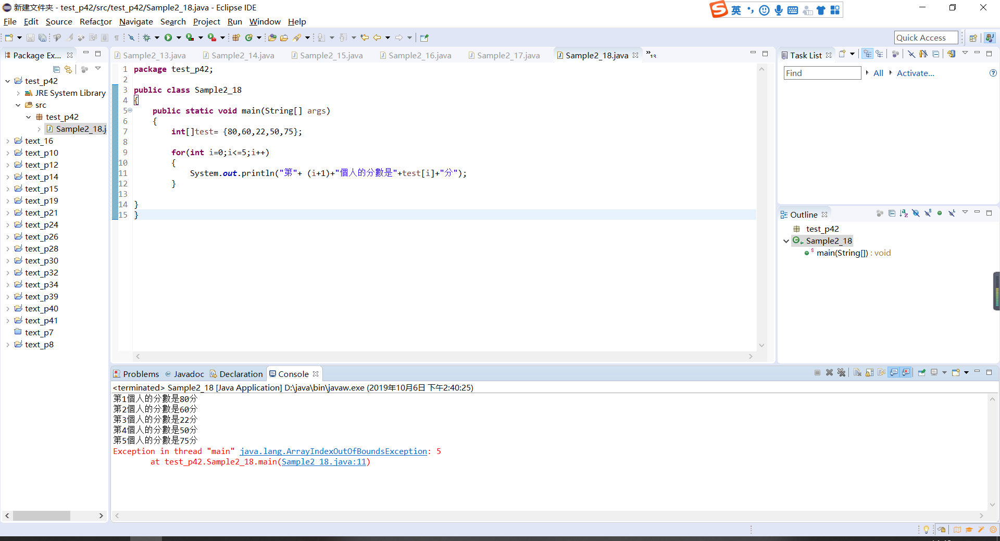 新建文件夹 - test_p42/src/test_p42/Sample2_18.java - Eclipse IDE
英
File Edit Source Refactor Navigate Search Project Run Window Help
Quick Access
Package Ex...
test_p42
JRE System Library
src
test_p42
Sample2_18.j
text_16
text_p10
text_p12
text_p14
text_p15
text_p19
text_p21
text_p24
text_p26
text_p28
text_p30
text_p32
text_p34
text_p39
text_p40
text_p41
text_p7
text_p8
Sample2_13.java Sample2_14.java Sample2_15.java Sample2_16.java Sample2_17.java Sample2_18.java »13
1 package test_p42;
2
3 public class Sample2_18
4 {
5 public static void main(String[] args)
6 {
7 int[]test= {80,60,22,50,75};
8
9 for(int i=0;i<=5;i++)
10 {
11 System.out.println("第"+ (i+1)+"個人的分數是"+test[i]+"分");
12 }
13
14 }
15 }
Task List
Find All Activate...
Outline
test_p42
Sample2_18
main(String[]) : void
Problems @ Javadoc Declaration Console
<terminated> Sample2_18 [Java Application] D:\java\bin\javaw.exe (2019年10月6日 下午2:40:25)
第1個人的分數是80分
第2個人的分數是60分
第3個人的分數是22分
第4個人的分數是50分
第5個人的分數是75分
Exception in thread "main" java.lang.ArrayIndexOutOfBoundsException: 5
at test_p42.Sample2_18.main(Sample2_18.java:11)